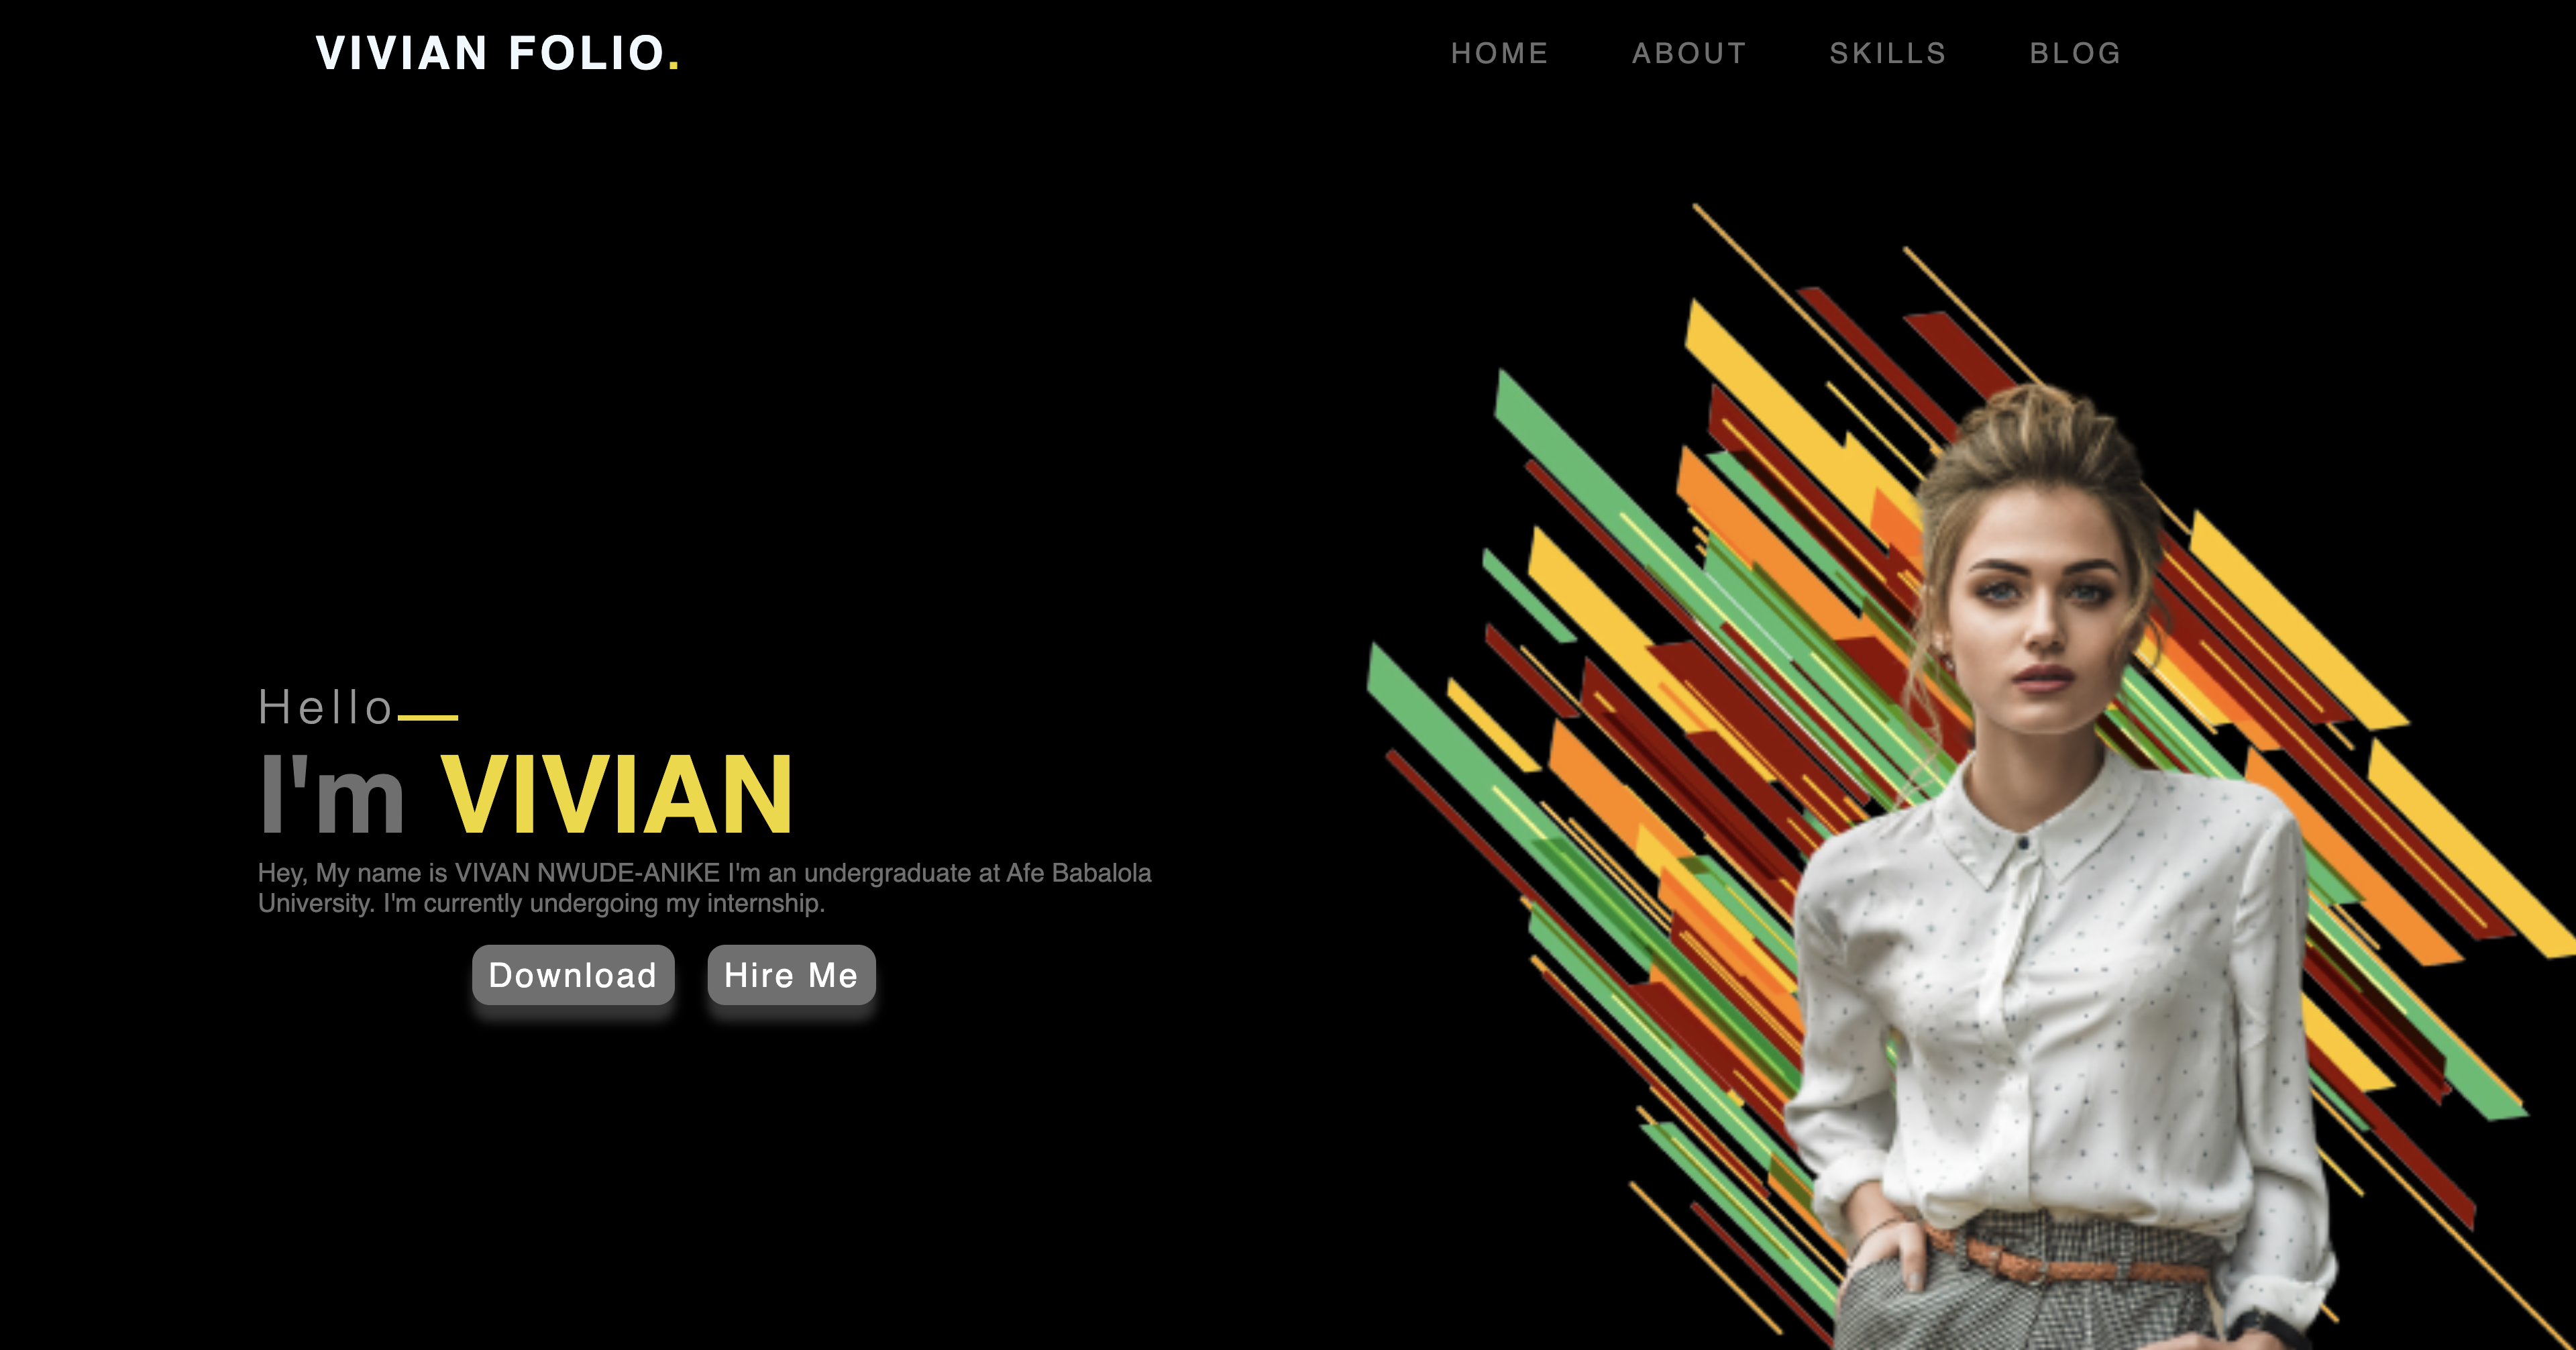 VIVIAN FOLIO.
HOME ABOUT SKILLS BLOG
Hello
I'm VIVIAN
Hey, My name is VIVAN NWUDE-ANIKE I'm an undergraduate at Afe Babalola
University. I'm currently undergoing my internship.
Download Hire Me